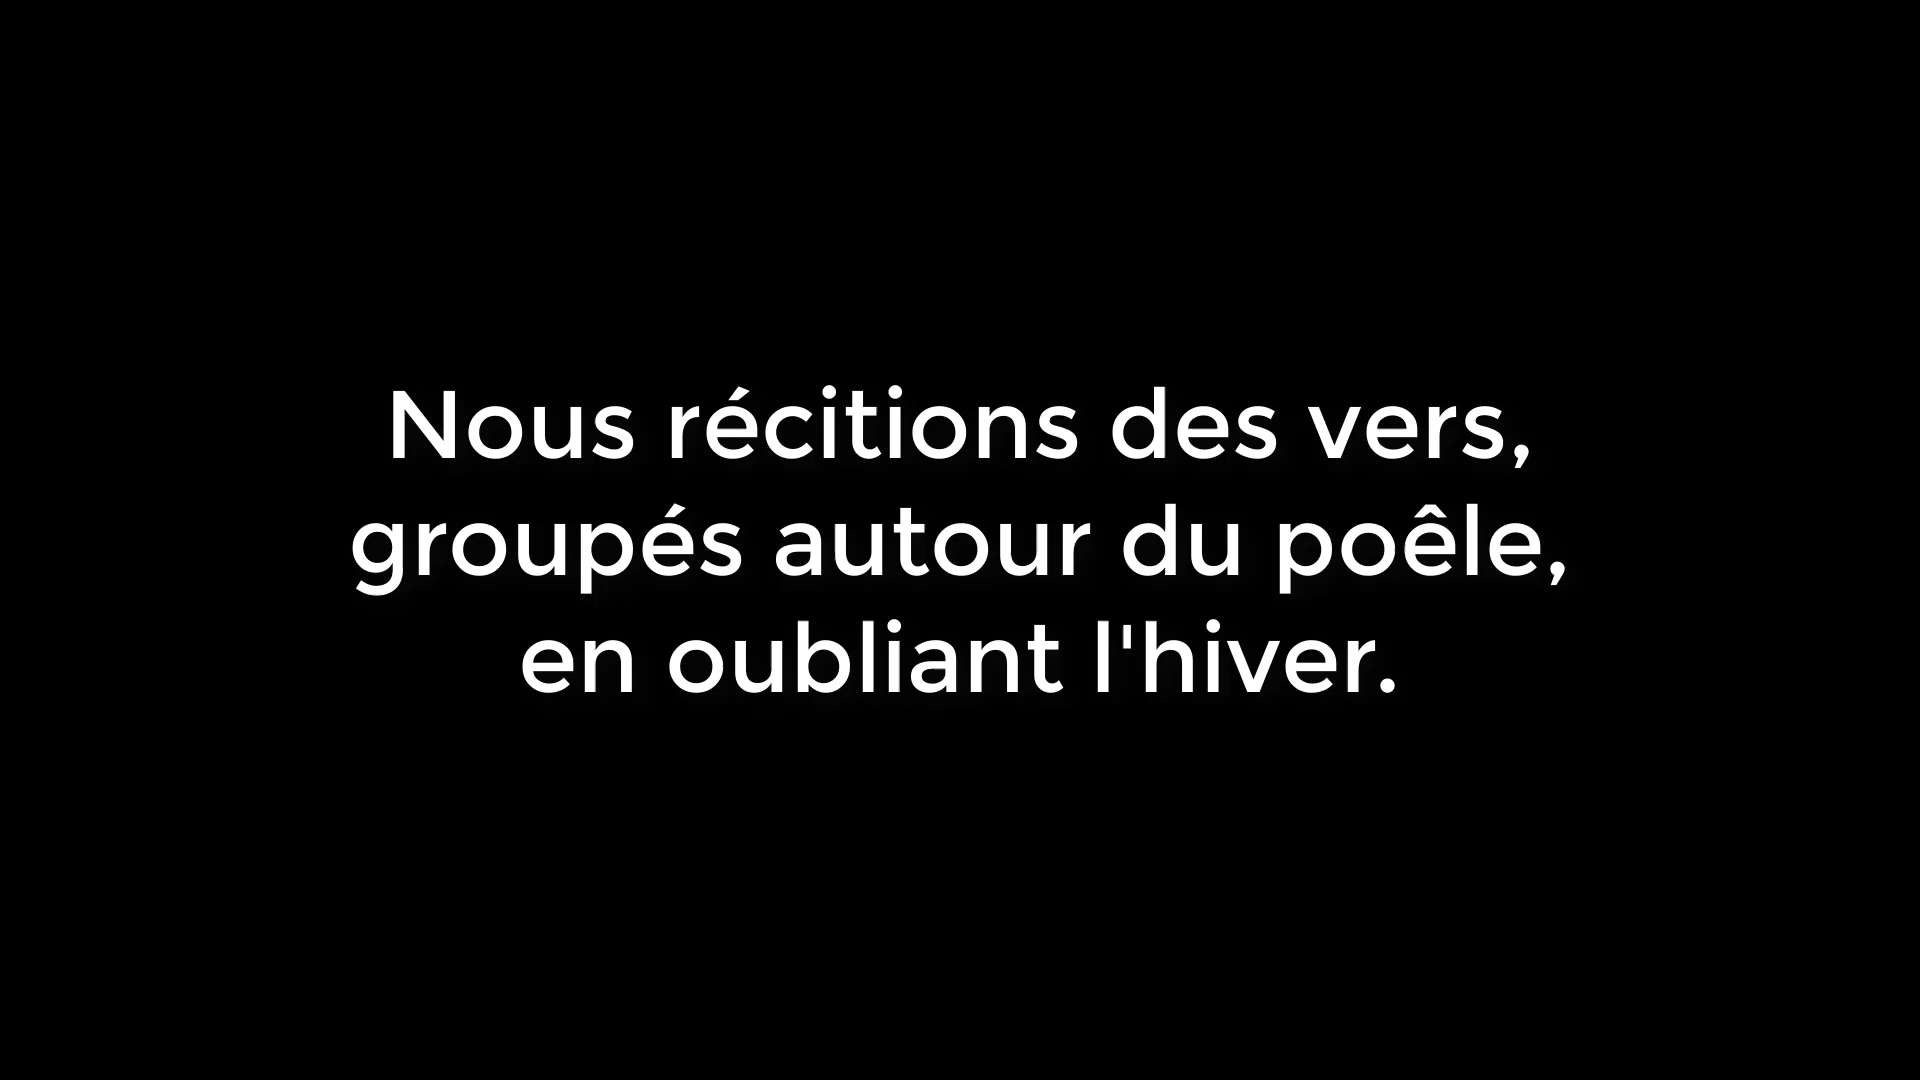 Nous récitions des vers,
groupés autour du poêle,
en oubliant l'hiver.